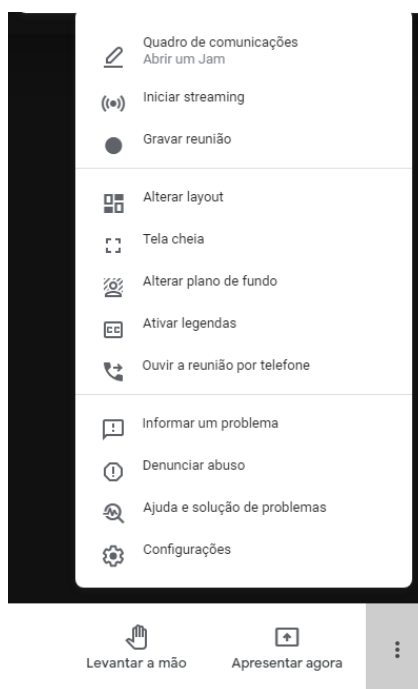 Quadro de comunicações
Abrir um Jam
Iniciar streaming
Gravar reunião
Alterar layout
Tela cheia
Alterar plano de fundo
CC
Ativar legendas
Ouvir a reunião por telefone
Informar um problema
Denunciar abuso
Ajuda e solução de problemas
Configurações
Levantar a mão
Apresentar agora